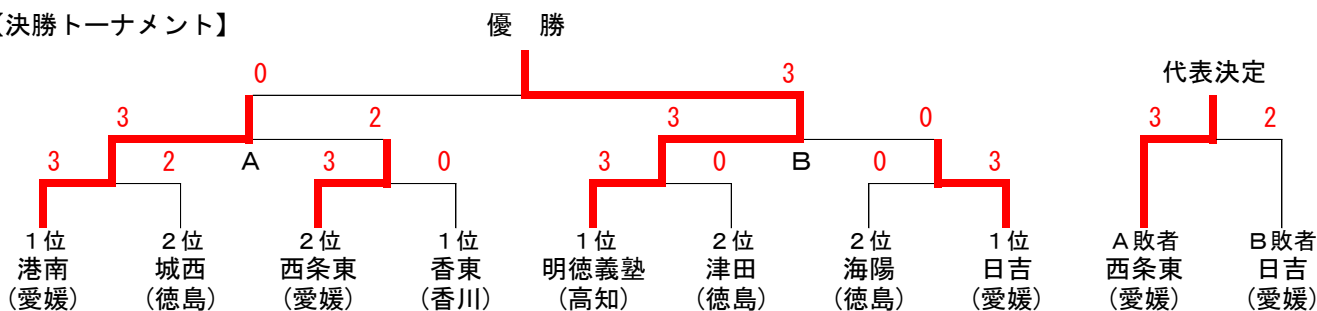 【決勝トーナメント】 優 勝
0 3 代表決定
3 2 3 0 3 2
3 2 A 3 0 3 0 B 0 3
1位 2位 2位 1位 1位 2位 2位 1位 A敗者 B敗者
港南 城西 西条東 香東 明徳義塾 津田 海陽 日吉 西条東 日吉
(愛媛) (徳島) (愛媛) (香川) (高知) (徳島) (徳島) (愛媛) (愛媛) (愛媛)